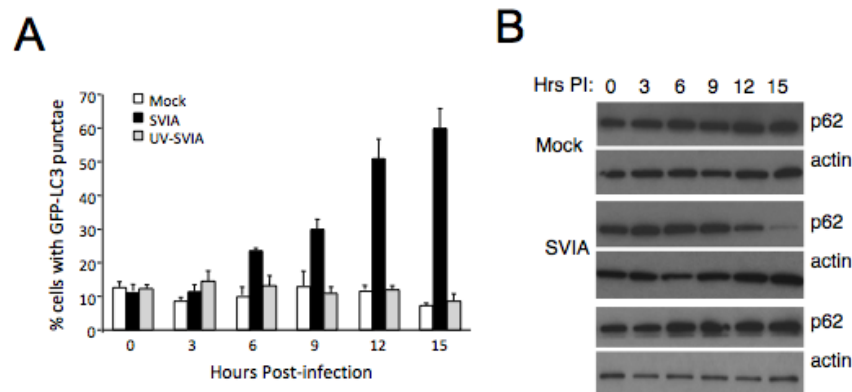 A
% cells with GFP-LC3 punctae
70
60
50
40
30
20
10
0
Mock
SVIA
UV-SVIA
0 3 6 9 12 15
Hours Post-infection
B
Hrs PI: 0 3 6 9 12 15
Mock
p62
actin
SVIA
p62
actin
p62
actin